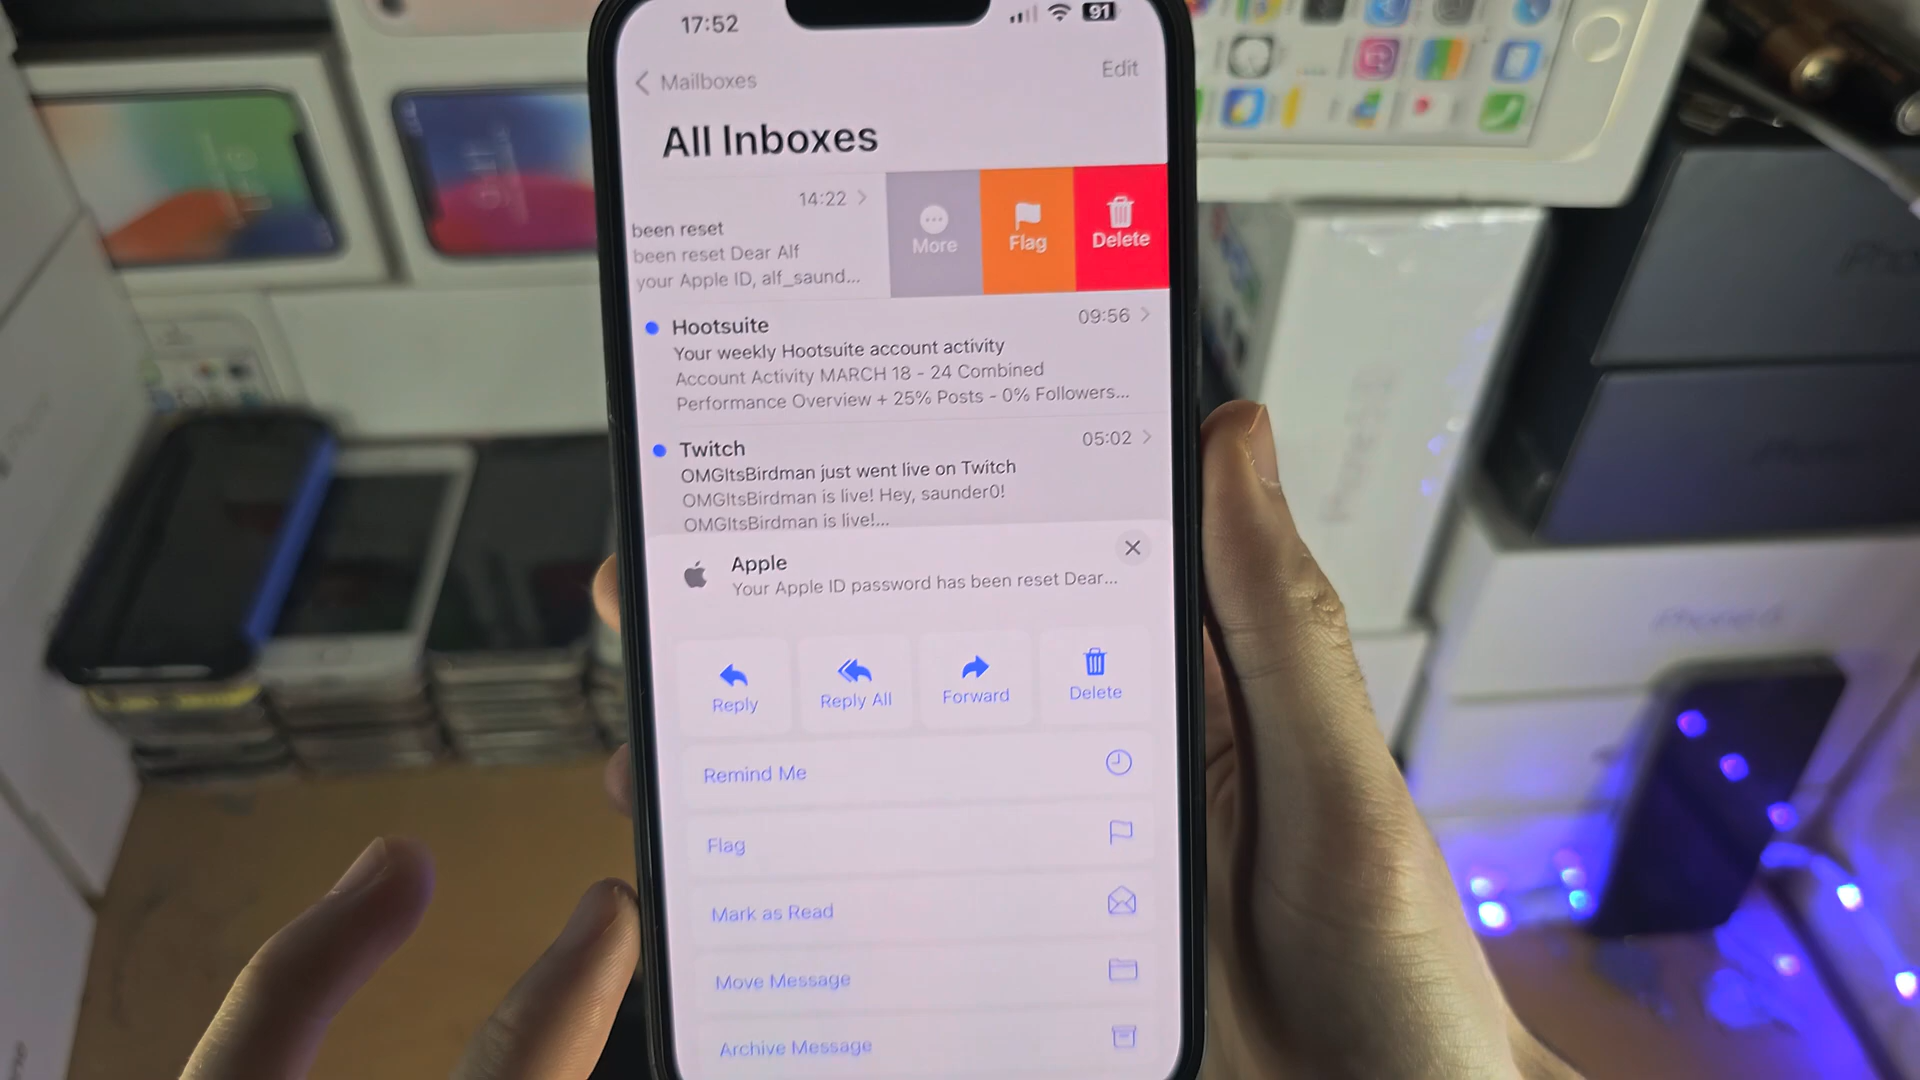 17:52
91
Mailboxes
Edit
All Inboxes
14:22
been reset
been reset Dear Alf
your Apple ID, alf_saund...
More
Flag
Delete
Hootsuite
09:56
Your weekly Hootsuite account activity
Account Activity MARCH 18 - 24 Combined
Performance Overview + 25% Posts - 0% Followers...
Twitch
05:02
OMGItsBirdman just went live on Twitch
OMGItsBirdman is live! Hey, saunder0!
OMGItsBirdman is live!...
Apple
Your Apple ID password has been reset Dear...
Reply
Reply All
Forward
Delete
Remind Me
Flag
Mark as Read
Move Message
Archive Message